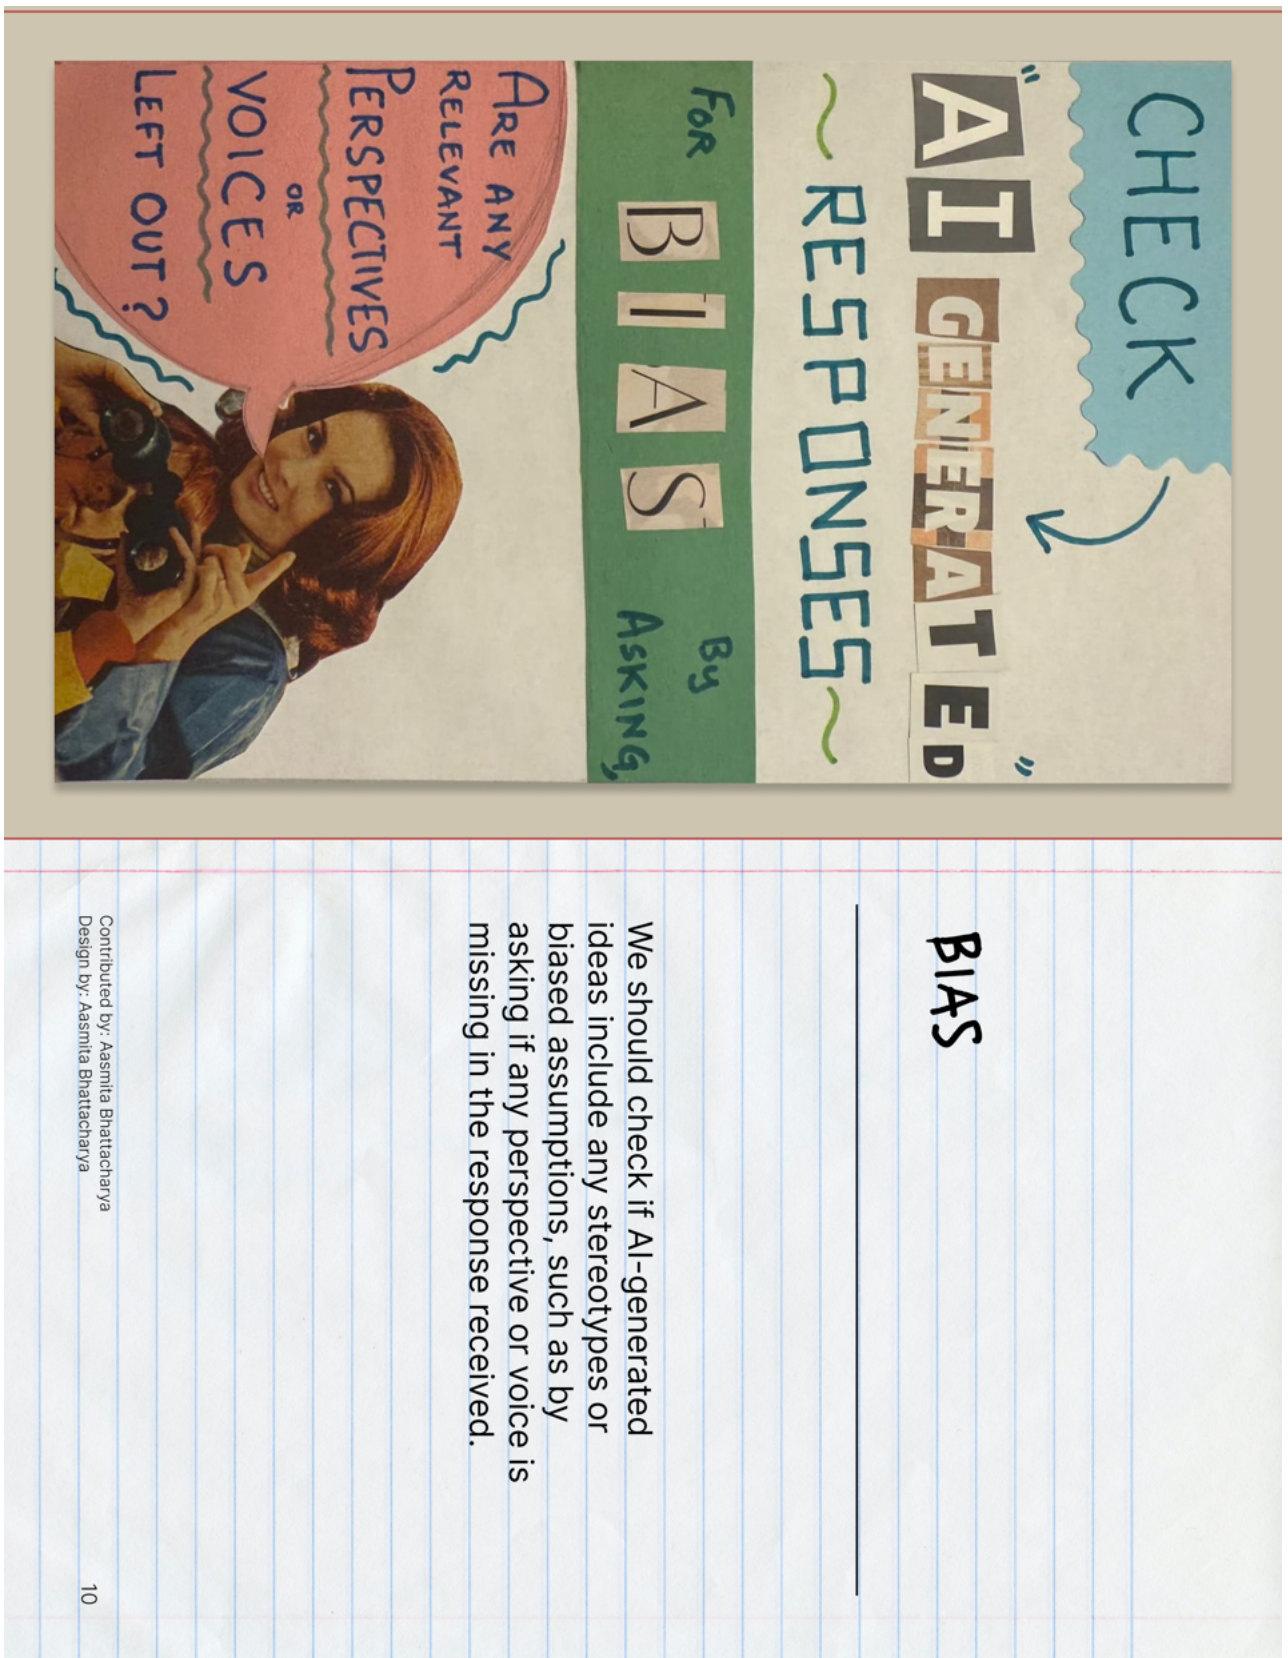 CHECK
"AI GENERATED"
~ RESPONSES ~
FOR BIAS BY
ASKING,
ARE ANY
RELEVANT
PERSPECTIVES
OR
VOICES
LEFT OUT?
BIAS
We should check if AI-generated
ideas include any stereotypes or
biased assumptions, such as by
asking if any perspective or voice is
missing in the response received.
Contributed by: Aasmita Bhattacharya
Design by: Aasmita Bhattacharya
10